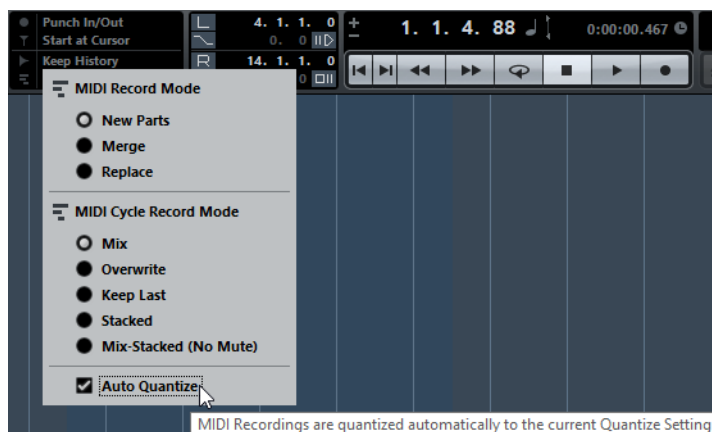 Punch In/Out
L 4. 1. 1. 0
1. 1. 4. 88
0:00:00.467
Start at Cursor
0. 0
Keep History
R 14. 1. 1. 0
0
MIDI Record Mode
New Parts
Merge
Replace
MIDI Cycle Record Mode
Mix
Overwrite
Keep Last
Stacked
Mix-Stacked (No Mute)
Auto Quantize
MIDI Recordings are quantized automatically to the current Quantize Setting